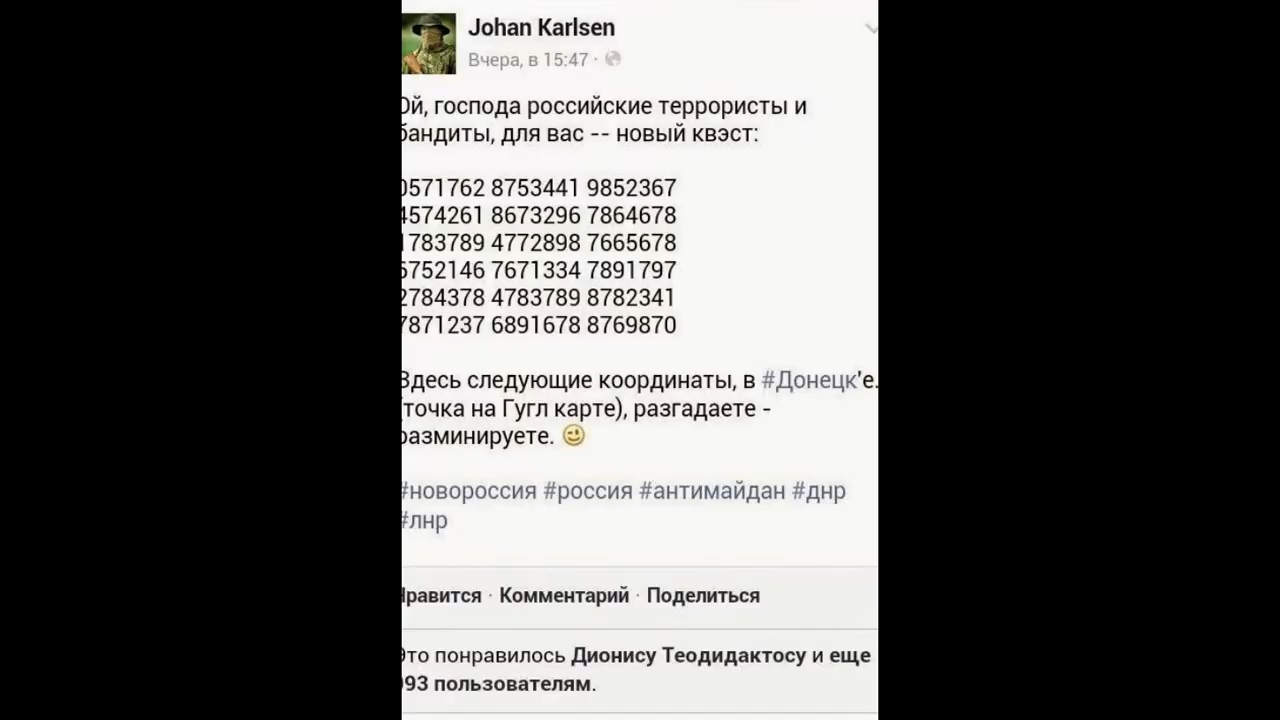 Johan Karlsen
Вчера, в 15:47 ·
Ой, господа российские террористы и
бандиты, для вас -- новый квэст:
0571762 8753441 9852367
4574261 8673296 7864678
1783789 4772898 7665678
6752146 7671334 7891797
2784378 4783789 8782341
7871237 6891678 8769870
Здесь следующие координаты, в #Донецк'е.
(точка на Гугл карте), разгадаете -
разминируете.
#новороссия #россия #антимайдан #днр
#лнр
Нравится · Комментарий · Поделиться
Это понравилось Дионису Теодидактосу и еще
93 пользователям.